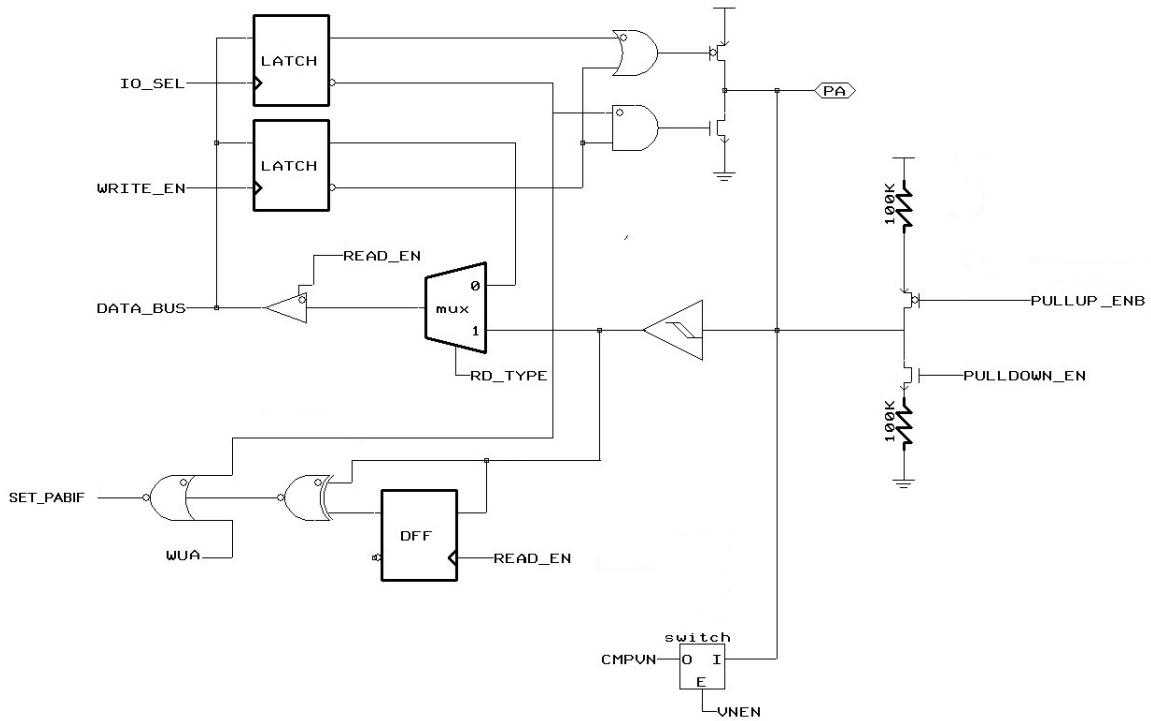 LATCH
IO_SEL
PA
LATCH
WRITE_EN
100K
READ_EN
0
DATA_BUS
mux
PULLUP_ENB
1
RD_TYPE
PULLDOWN_EN
100K
SET_PABIF
DFF
WUA
READ_EN
switch
CMPVN
O I
E
VNEN